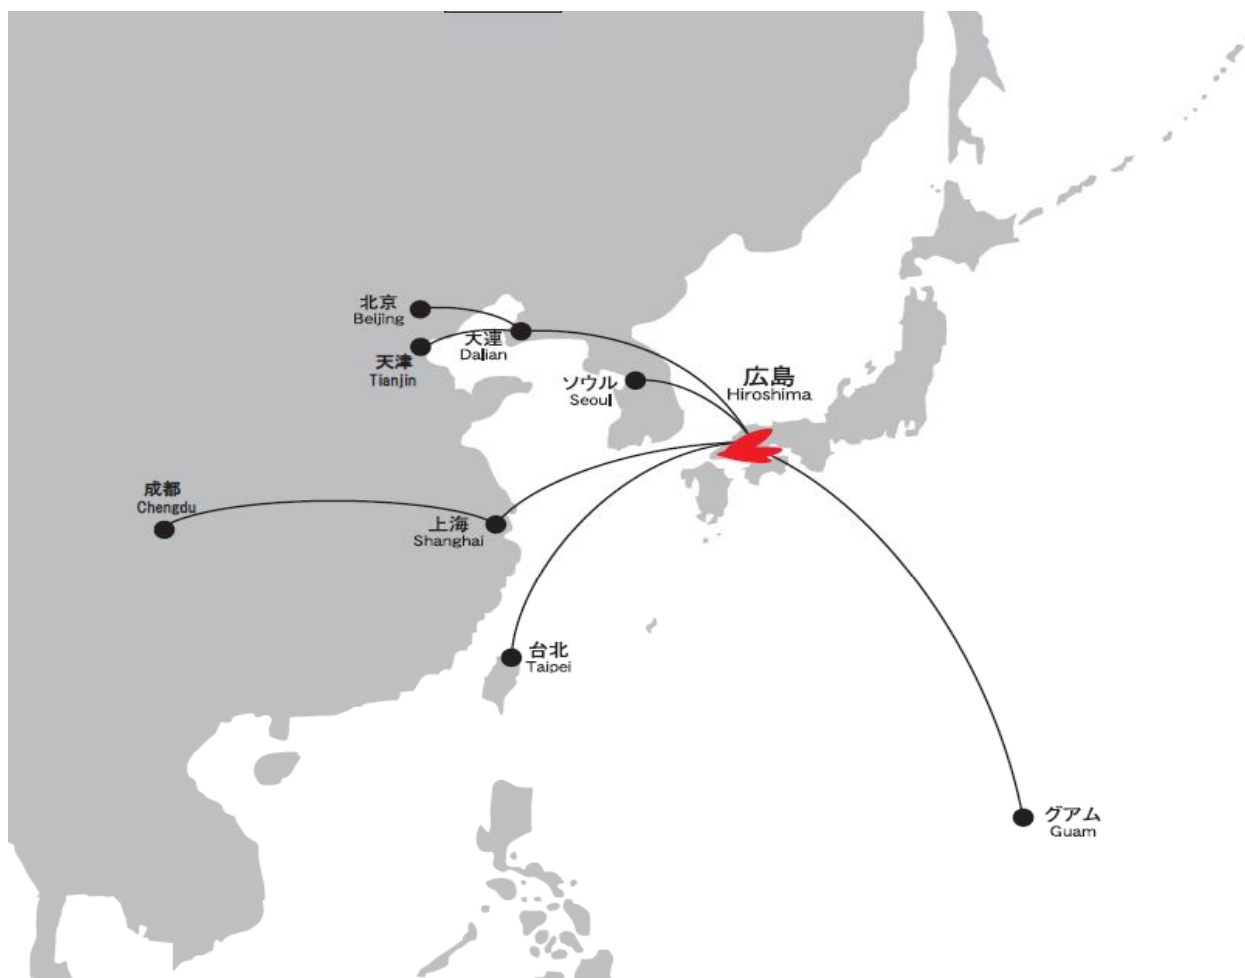 北京
Beijing
大連
Dalian
天津
Tianjin
ソウル
Seoul
広島
Hiroshima
成都
Chengdu
上海
Shanghai
台北
Taipei
グアム
Guam